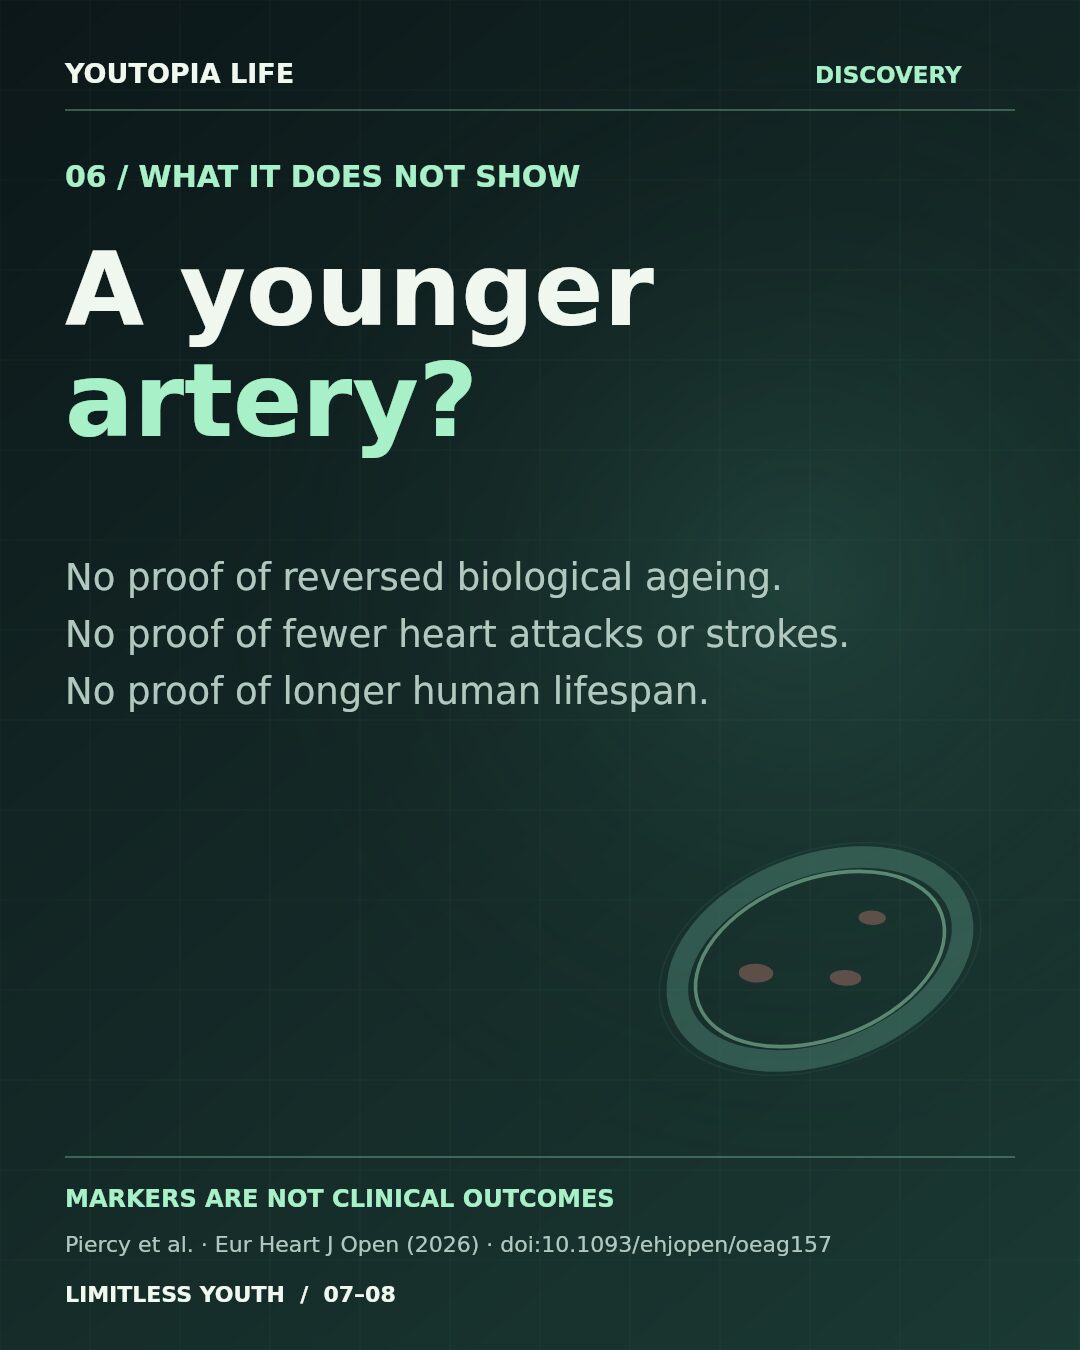 YOUTOPIA LIFE
DISCOVERY
06 / WHAT IT DOES NOT SHOW
A younger
artery?
No proof of reversed biological ageing.
No proof of fewer heart attacks or strokes.
No proof of longer human lifespan.
MARKERS ARE NOT CLINICAL OUTCOMES
Piercy et al. · Eur Heart J Open (2026) · doi:10.1093/ehjopen/oeag157
LIMITLESS YOUTH / 07–08